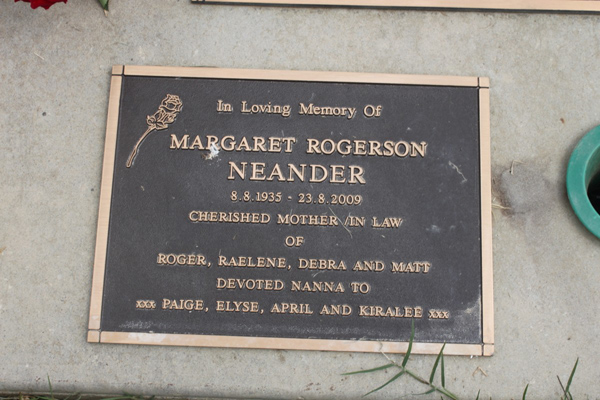 In Loving Memory Of
MARGARET ROGERSON
NEANDER
8.8.1935 - 23.8.2009
CHERISHED MOTHER /IN LAW
OF
ROGER, RAELENE, DEBRA AND MATT
DEVOTED NANNA TO
xxx PAIGE, ELYSE, APRIL AND KIRALEE xxx